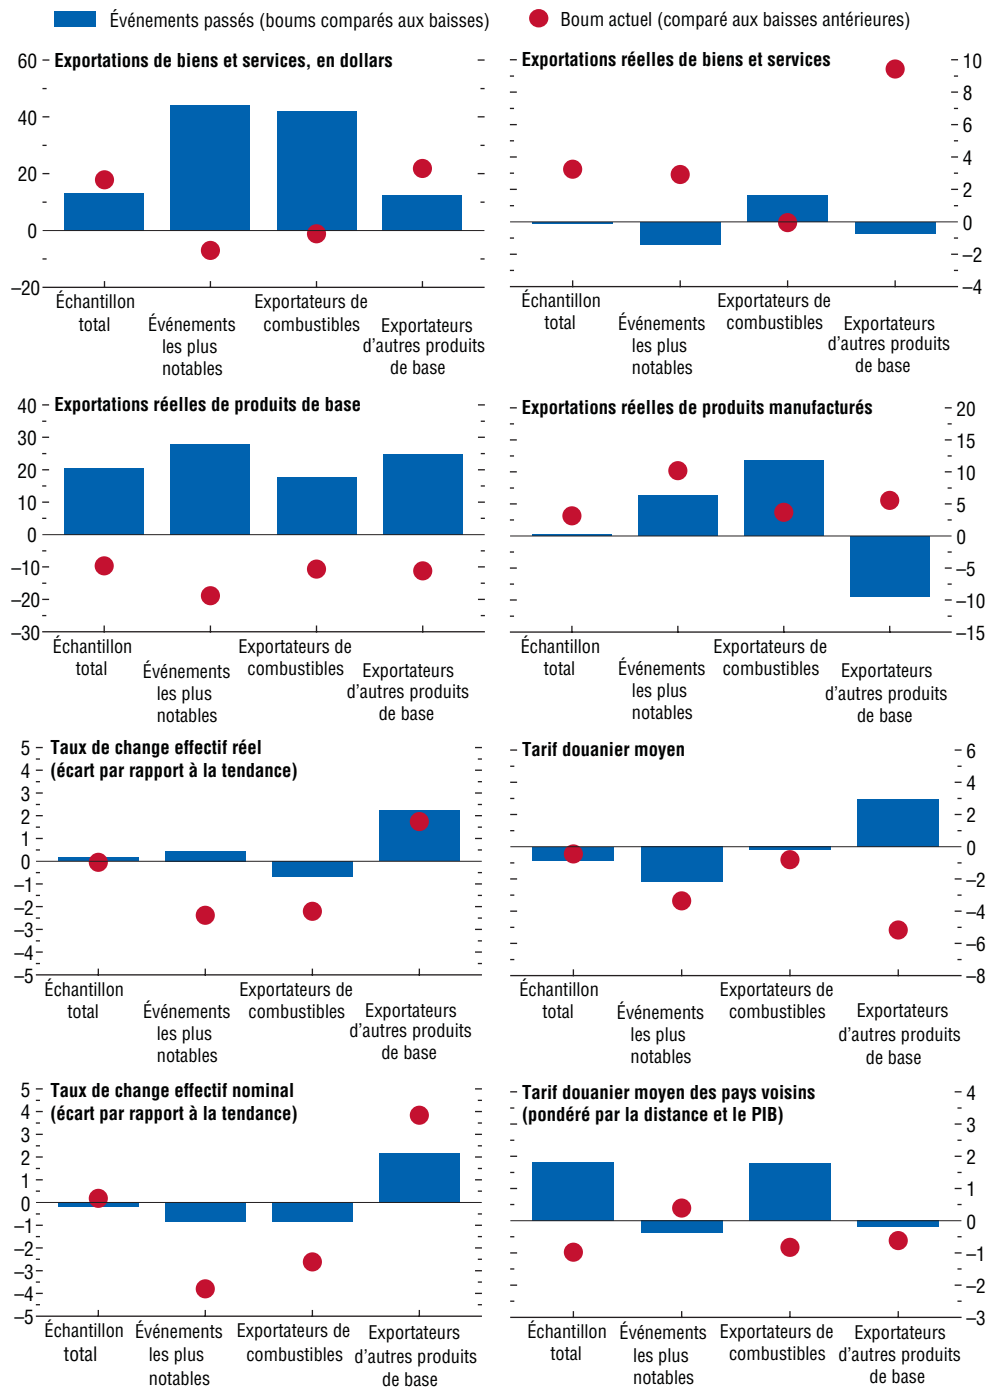 Événements passés (boums comparés aux baisses)
Boum actuel (comparé aux baisses antérieures)
Exportations de biens et services, en dollars
60
40
20
0
–20
Échantillon
total
Événements
les plus
notables
Exportateurs de
combustibles
Exportateurs
d'autres produits
de base
Exportations réelles de biens et services
10
8
6
4
2
0
–2
–4
Échantillon
total
Événements
les plus
notables
Exportateurs de
combustibles
Exportateurs
d'autres produits
de base
Exportations réelles de produits de base
40
30
20
10
0
–10
–20
–30
Échantillon
total
Événements
les plus
notables
Exportateurs de
combustibles
Exportateurs
d'autres produits
de base
Exportations réelles de produits manufacturés
20
15
10
5
0
–5
–10
–15
Échantillon
total
Événements
les plus
notables
Exportateurs de
combustibles
Exportateurs
d'autres produits
de base
Taux de change effectif réel
(écart par rapport à la tendance)
5
4
3
2
1
0
–1
–2
–3
–4
–5
Échantillon
total
Événements
les plus
notables
Exportateurs de
combustibles
Exportateurs
d'autres produits
de base
Tarif douanier moyen
6
4
2
0
–2
–4
–6
–8
Échantillon
total
Événements
les plus
notables
Exportateurs de
combustibles
Exportateurs
d'autres produits
de base
Taux de change effectif nominal
(écart par rapport à la tendance)
5
4
3
2
1
0
–1
–2
–3
–4
–5
Échantillon
total
Événements
les plus
notables
Exportateurs de
combustibles
Exportateurs
d'autres produits
de base
Tarif douanier moyen des pays voisins
(pondéré par la distance et le PIB)
4
3
2
1
0
–1
–2
–3
Échantillon
total
Événements
les plus
notables
Exportateurs de
combustibles
Exportateurs
d'autres produits
de base